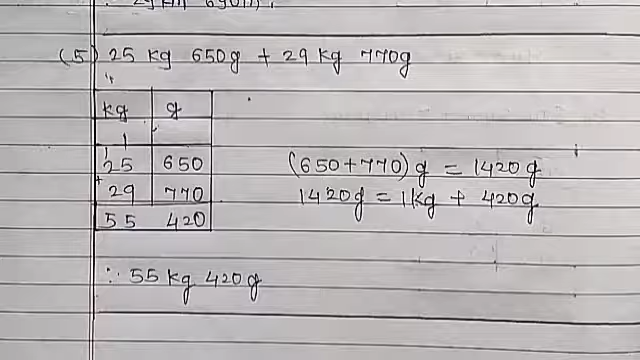 (5) 25 kg 650g + 29 kg 770g
kg g
1
25 650 (650+770) g = 1420 g
+ 29 770 1420g = 1kg + 420g
55 420
∴ 55 kg 420g